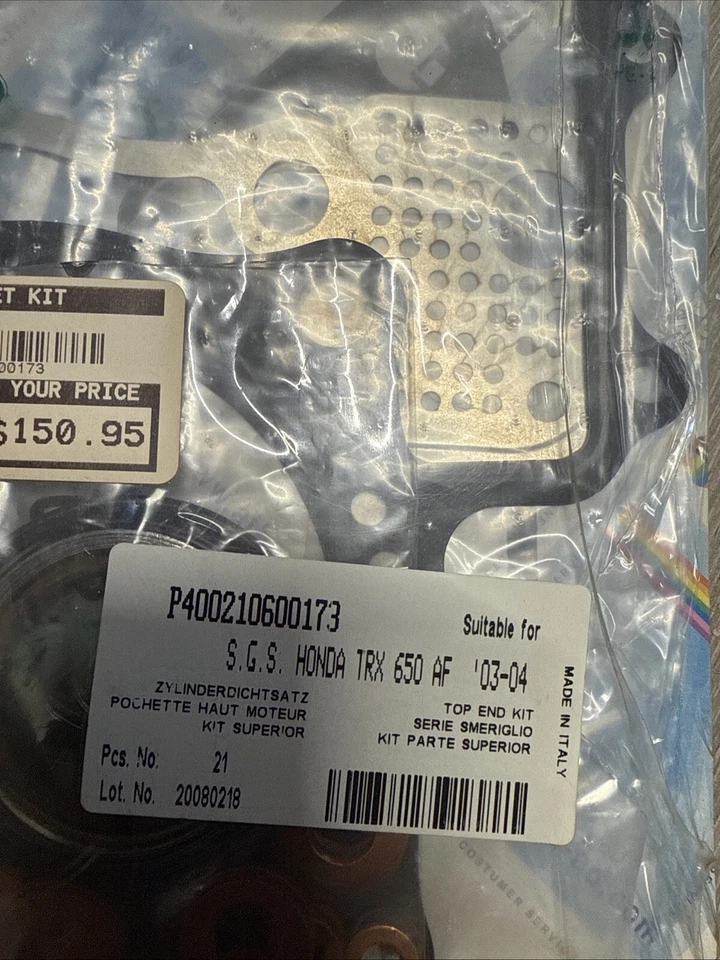 ET KIT
00173
YOUR PRICE
$150.95
P400210600173
Suitable for
S.G.S. HONDA TRX 650 AF '03-04
ZYLINDERDICHTSATZ
POCHETTE HAUT MOTEUR
KIT SUPERIOR
TOP END KIT
SERIE SMERIGLIO
KIT PARTE SUPERIOR
MADE IN ITALY
Pcs. No. 21
Lot. No. 20080218
COSTUMER SERVICE